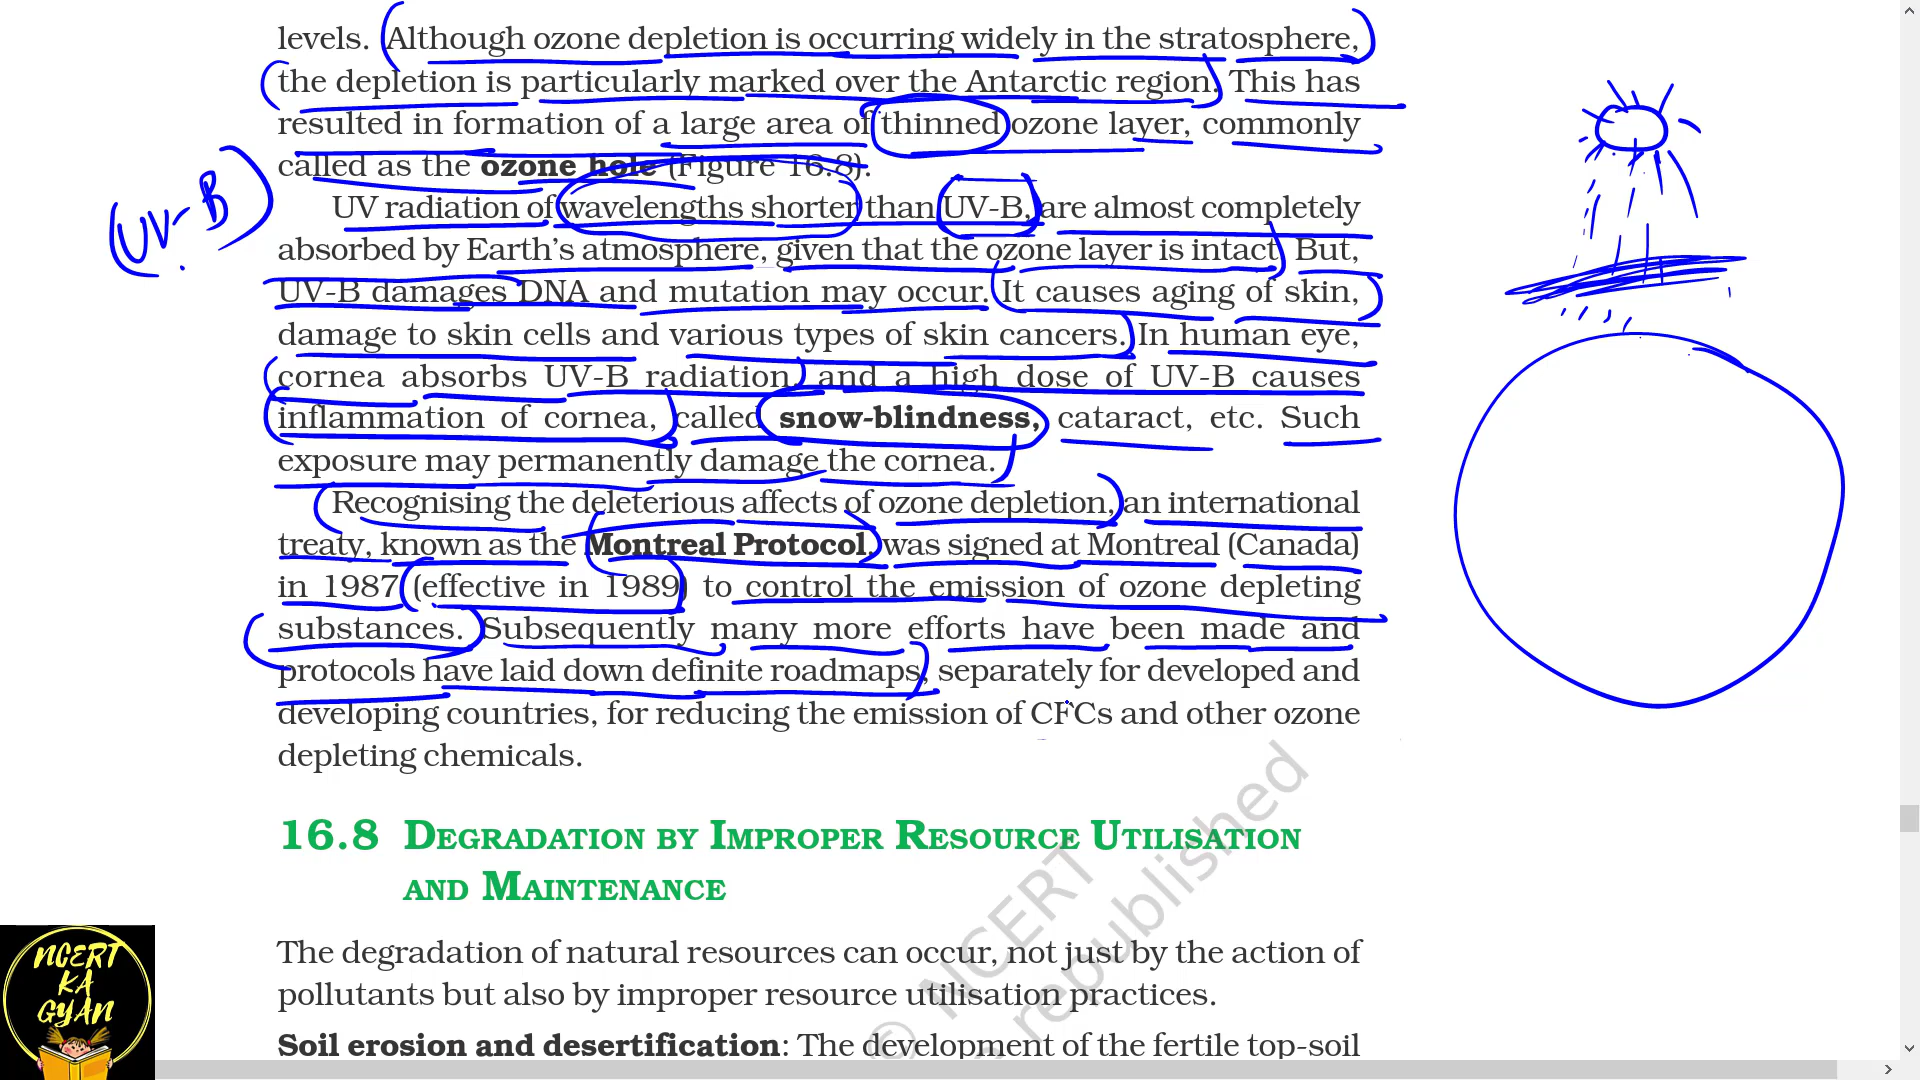 levels. Although ozone depletion is occurring widely in the stratosphere,
the depletion is particularly marked over the Antarctic region. This has
resulted in formation of a large area of thinned ozone layer, commonly
called as the ozone hole (Figure 16.8).
(UV-B)
UV radiation of wavelengths shorter than UV-B, are almost completely
absorbed by Earth's atmosphere, given that the ozone layer is intact. But,
UV-B damages DNA and mutation may occur. It causes aging of skin,
damage to skin cells and various types of skin cancers. In human eye,
cornea absorbs UV-B radiation, and a high dose of UV-B causes
inflammation of cornea, called snow-blindness, cataract, etc. Such
exposure may permanently damage the cornea.
Recognising the deleterious affects of ozone depletion, an international
treaty, known as the Montreal Protocol, was signed at Montreal (Canada)
in 1987 (effective in 1989) to control the emission of ozone depleting
substances. Subsequently many more efforts have been made and
protocols have laid down definite roadmaps, separately for developed and
developing countries, for reducing the emission of CFCs and other ozone
depleting chemicals.
16.8 DEGRADATION BY IMPROPER RESOURCE UTILISATION
AND MAINTENANCE
The degradation of natural resources can occur, not just by the action of
pollutants but also by improper resource utilisation practices.
Soil erosion and desertification: The development of the fertile top-soil
© NCERT
republished
NCERT
KA
GYAN